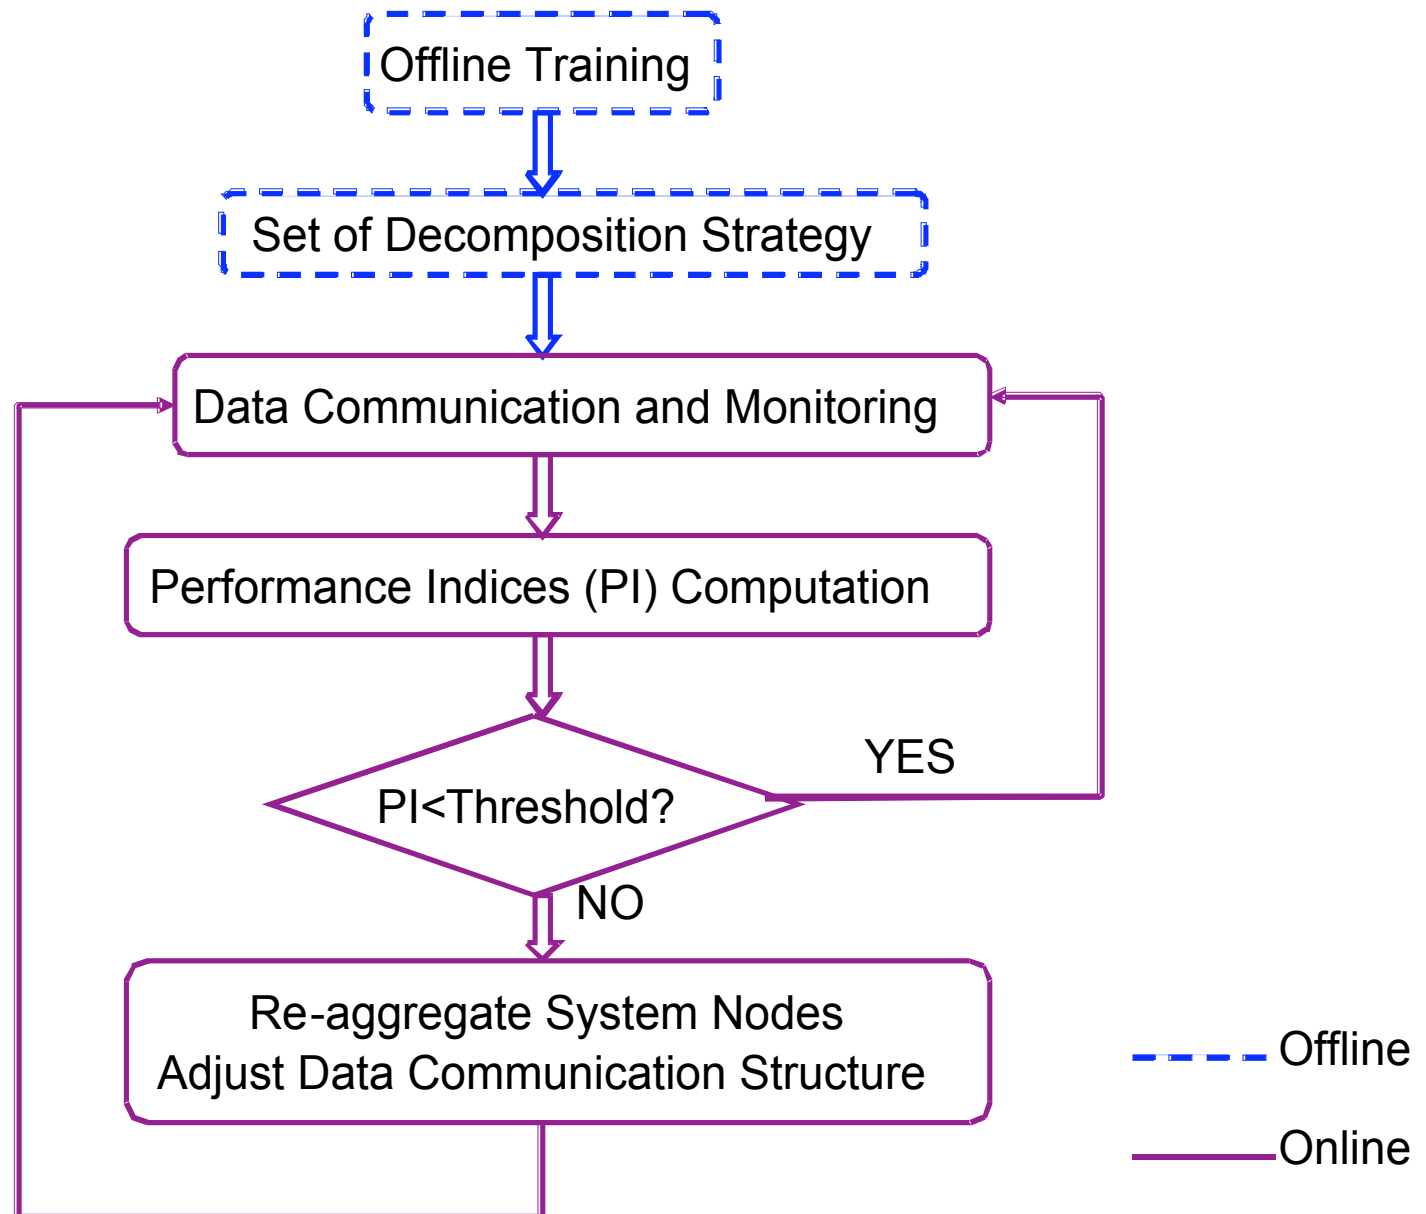 Offline Training
Set of Decomposition Strategy
Data Communication and Monitoring
Performance Indices (PI) Computation
YES
PI<Threshold?
NO
Re-aggregate System Nodes
Adjust Data Communication Structure
Offline
Online